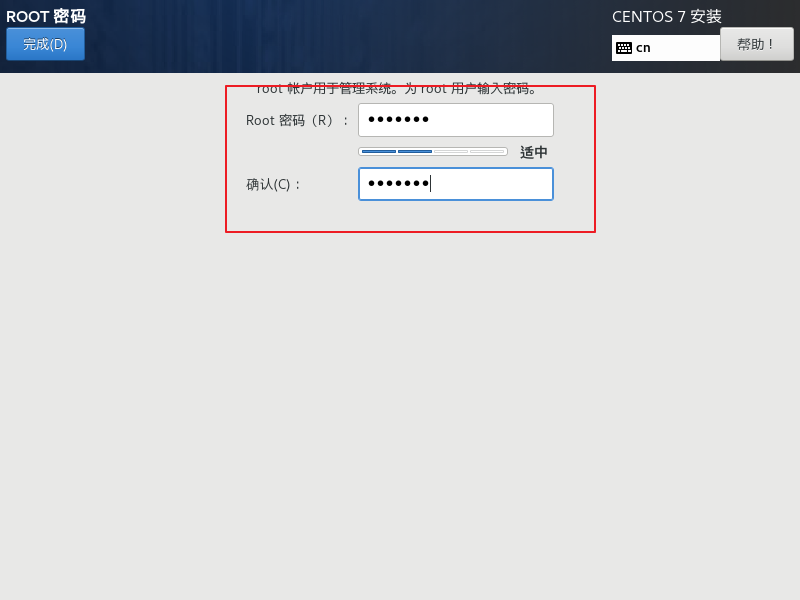 ROOT 密码
CENTOS 7 安装
完成(D)
cn
帮助！
root 帐户用于管理系统。为 root 用户输入密码。
Root 密码（R）：
•••••••
适中
确认(C)：
•••••••